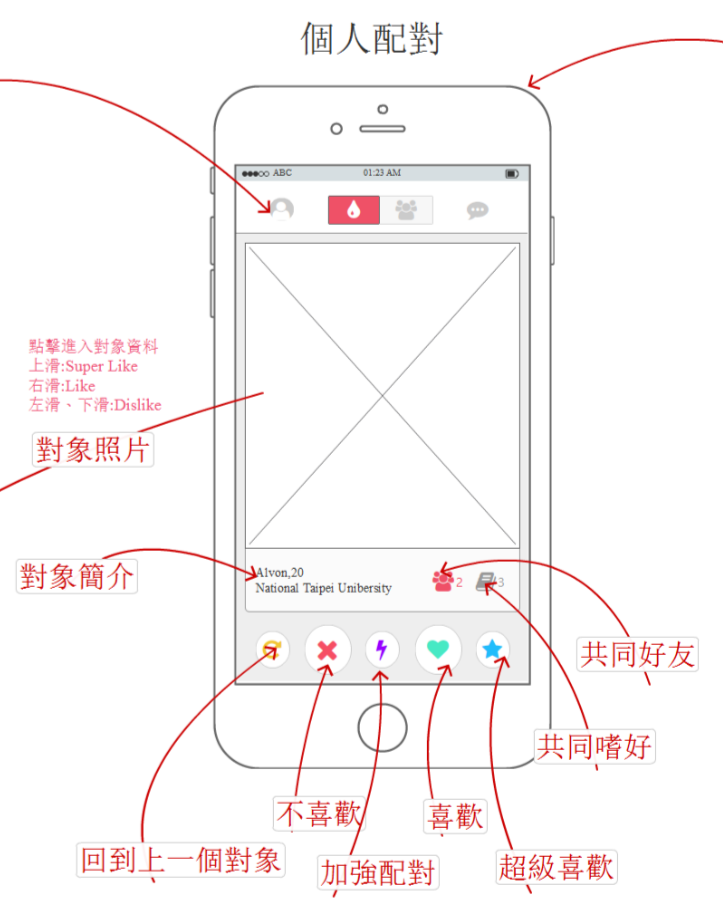 個人配對
ABC 01:23 AM
點擊進入對象資料
上滑:Super Like
右滑:Like
左滑、下滑:Dislike
對象照片
對象簡介
Alvon,20
National Taipei Unibersity
2
3
共同好友
共同嗜好
不喜歡
喜歡
回到上一個對象
加強配對
超級喜歡